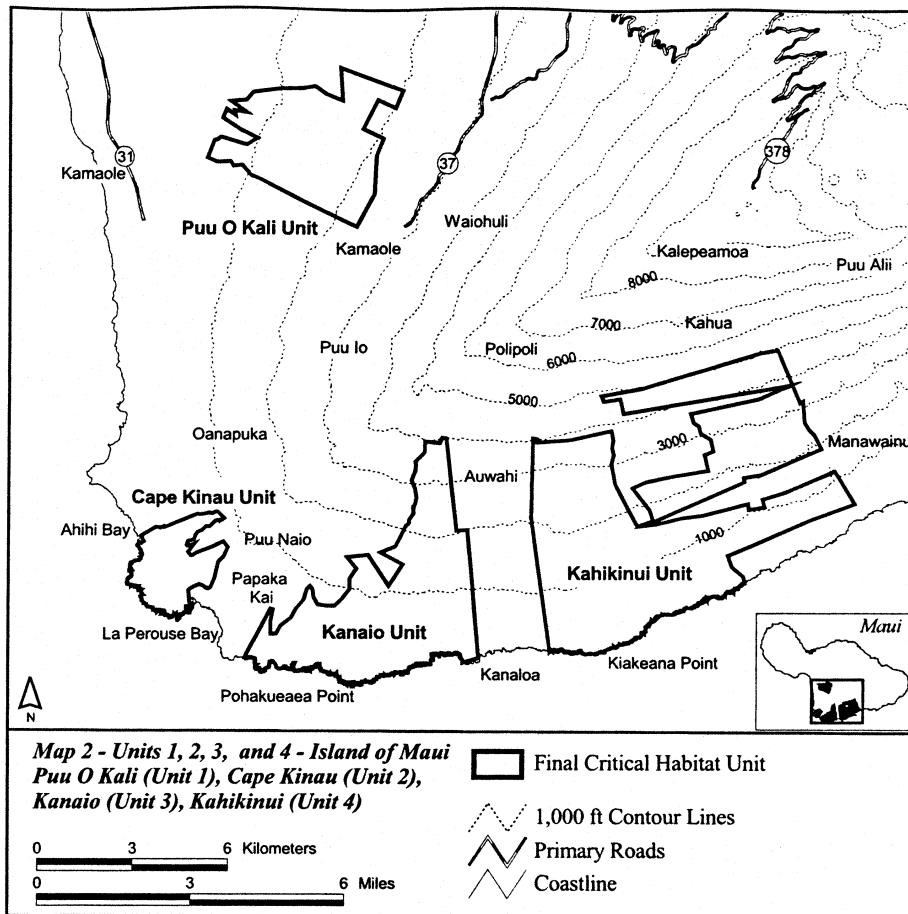 31
Kamaole
37
378
Puu O Kali Unit
Waiohuli
Kamaole
Kalepeamoa
Puu Alii
8000
7000
Kahua
Puu Io
Polipoli
6000
5000
Oanapuka
3000
Manawainu
Auwahi
Cape Kinau Unit
Ahihi Bay
Puu Naio
1000
Papaka
Kai
Kahikinui Unit
La Perouse Bay
Kanaio Unit
Maui
Kiakeana Point
Kanaloa
Pohakueaea Point
N
Map 2 - Units 1, 2, 3, and 4 - Island of Maui
Puu O Kali (Unit 1), Cape Kinau (Unit 2),
Kanaio (Unit 3), Kahikinui (Unit 4)
0 3 6 Kilometers
0 3 6 Miles
Final Critical Habitat Unit
1,000 ft Contour Lines
Primary Roads
Coastline